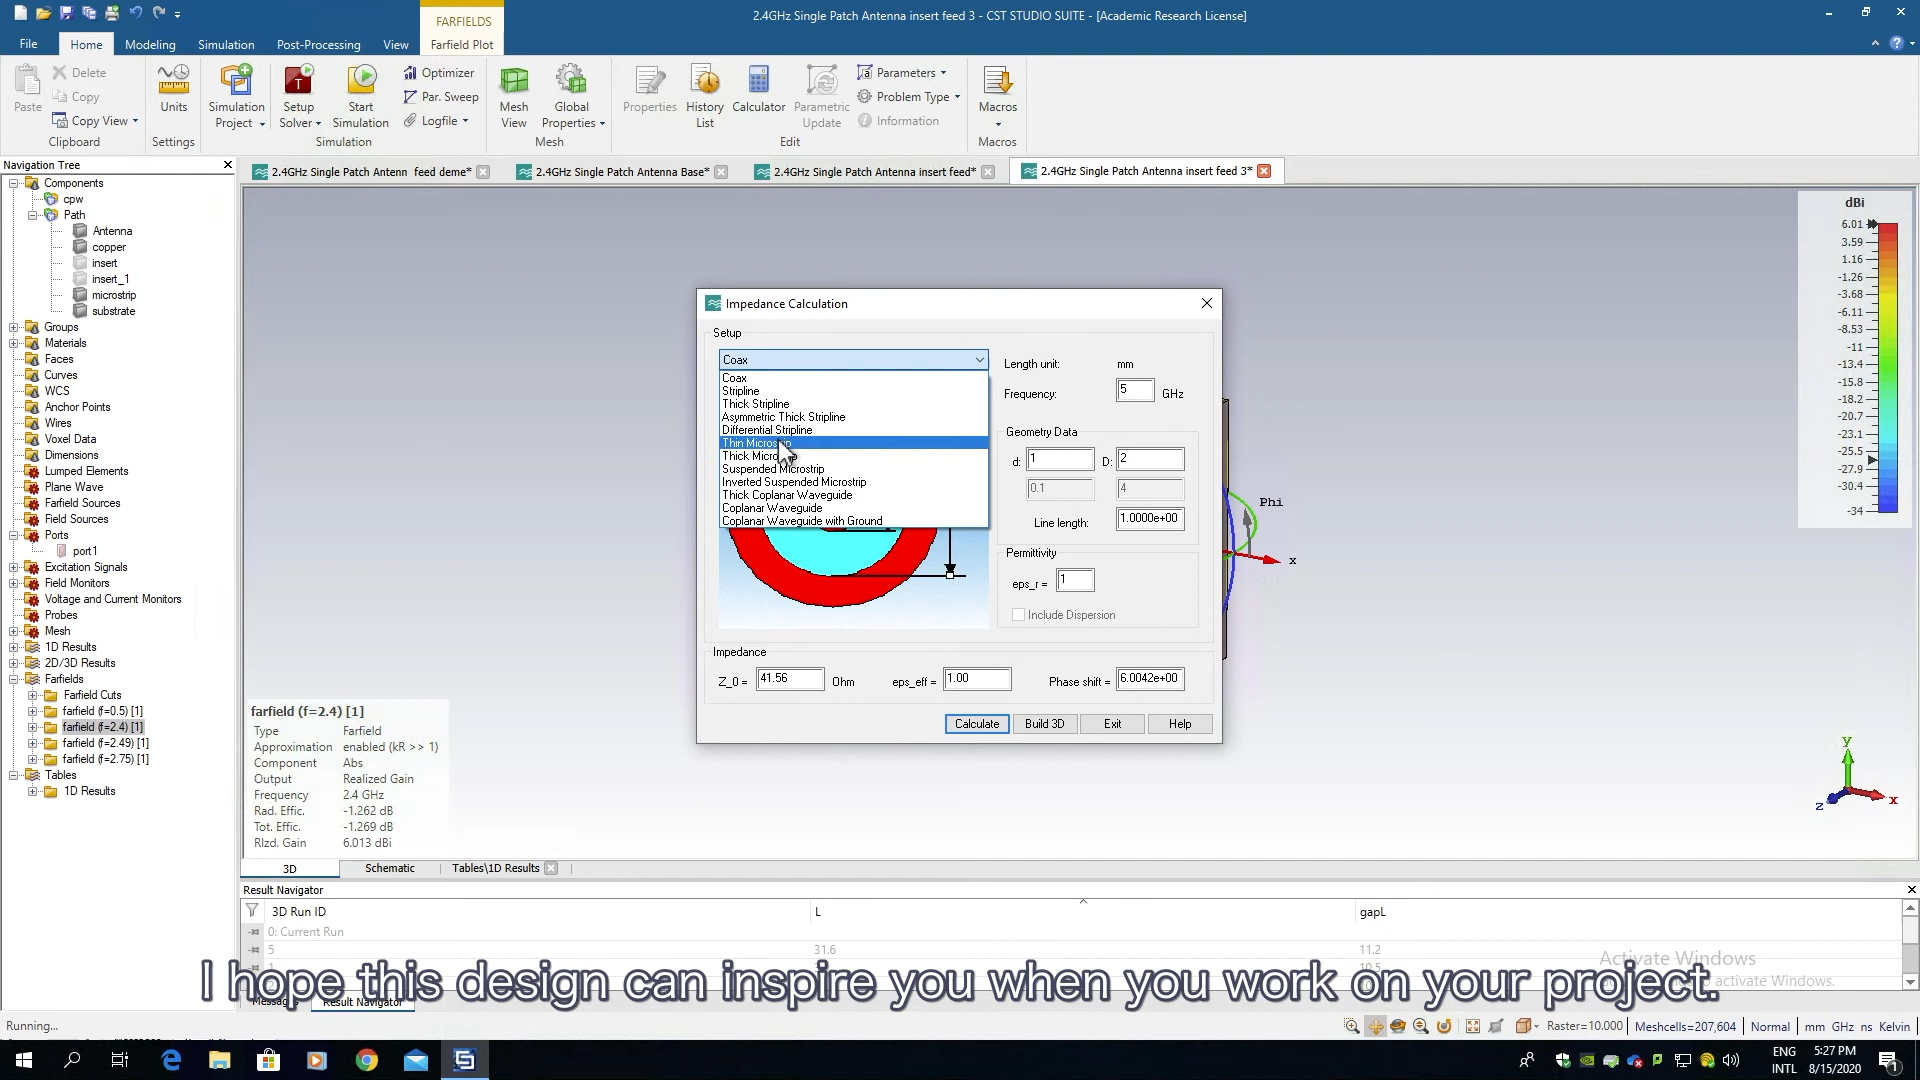 2.4GHz Single Patch Antenna insert feed 3 - CST STUDIO SUITE - [Academic Research License]
FARFIELDS
File Home Modeling Simulation Post-Processing View Farfield Plot
Paste
Delete
Copy
Copy View
Clipboard
Units
Settings
Simulation Project
Setup Solver
Start Simulation
Optimizer
Par. Sweep
Logfile
Simulation
Mesh View
Global Properties
Mesh
Properties
History List
Calculator
Parametric Update
Parameters
Problem Type
Information
Edit
Macros
Macros
Navigation Tree
Components
cpw
Path
Antenna
copper
insert
insert_1
microstrip
substrate
Groups
Materials
Faces
Curves
WCS
Anchor Points
Wires
Voxel Data
Dimensions
Lumped Elements
Plane Wave
Farfield Sources
Field Sources
Ports
port1
Excitation Signals
Field Monitors
Voltage and Current Monitors
Probes
Mesh
1D Results
2D/3D Results
Farfields
Farfield Cuts
farfield (f=0.5) [1]
farfield (f=2.4) [1]
farfield (f=2.49) [1]
farfield (f=2.75) [1]
Tables
1D Results
2.4GHz Single Patch Antenn feed deme*
2.4GHz Single Patch Antenna Base*
2.4GHz Single Patch Antenna insert feed*
2.4GHz Single Patch Antenna insert feed 3*
dBi
6.01
3.59
1.16
-1.26
-3.68
-6.11
-8.53
-11
-13.4
-15.8
-18.2
-20.7
-23.1
-25.5
-27.9
-30.4
-34
Impedance Calculation
Setup
Coax
Coax
Stripline
Thick Stripline
Asymmetric Thick Stripline
Differential Stripline
Thin Microstrip
Suspended Microstrip
Inverted Suspended Microstrip
Thick Coplanar Waveguide
Coplanar Waveguide
Coplanar Waveguide with Ground
Length unit: mm
Frequency: 5 GHz
Geometry Data
d: 1 D: 2
0.1 4
Line length: 1.0000e+00
Permittivity
eps_r = 1
Include Dispersion
Impedance
Z_0 = 41.56 Ohm eps_eff = 1.00 Phase shift = 6.0042e+00
Calculate Build 3D Exit Help
Phi
x
y
z x
farfield (f=2.4) [1]
Type Farfield
Approximation enabled (kR >> 1)
Component Abs
Output Realized Gain
Frequency 2.4 GHz
Rad. Effic. -1.262 dB
Tot. Effic. -1.269 dB
Rlzd. Gain 6.013 dBi
3D Schematic Tables\1D Results
Result Navigator
3D Run ID L gapL
0: Current Run
5 31.6 11.2
Activate Windows
I hope this design can inspire you when you work on your project.
activate Windows.
Messages Result Navigator
Running...
Raster=10.000 Meshcells=207,604 Normal mm GHz ns Kelvin
ENG 5:27 PM
INTL 8/15/2020
1